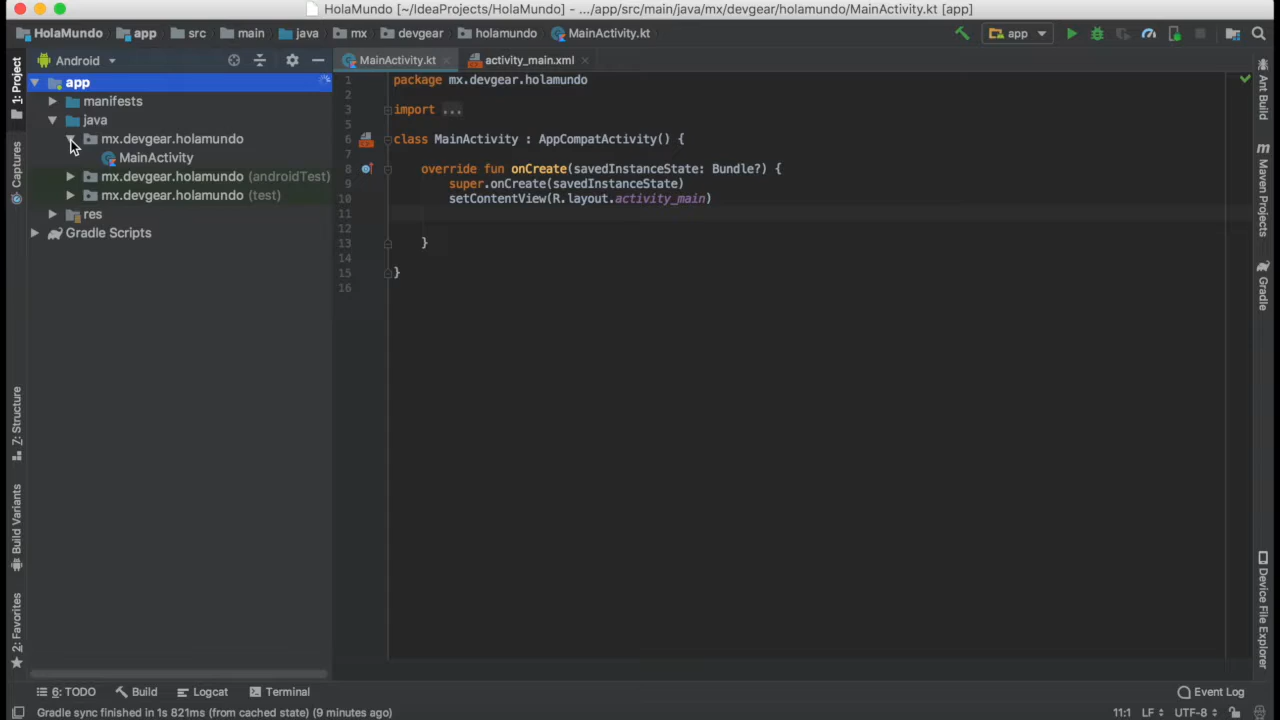 HolaMundo [~/IdeaProjects/HolaMundo] - .../app/src/main/java/mx/devgear/holamundo/MainActivity.kt [app]
HolaMundo app src main java mx devgear holamundo MainActivity.kt app
1: Project
Captures
7: Structure
Build Variants
2: Favorites
Android
app
manifests
java
mx.devgear.holamundo
MainActivity
mx.devgear.holamundo (androidTest)
mx.devgear.holamundo (test)
res
Gradle Scripts
MainActivity.kt activity_main.xml
1 package mx.devgear.holamundo
2
3 import ...
5
6 class MainActivity : AppCompatActivity() {
7
8 override fun onCreate(savedInstanceState: Bundle?) {
9 super.onCreate(savedInstanceState)
10 setContentView(R.layout.activity_main)
11
12
13 }
14
15 }
16
Ant Build
Maven Projects
Gradle
Device File Explorer
6: TODO Build Logcat Terminal Event Log
Gradle sync finished in 1s 821ms (from cached state) (9 minutes ago) 11:1 LF UTF-8